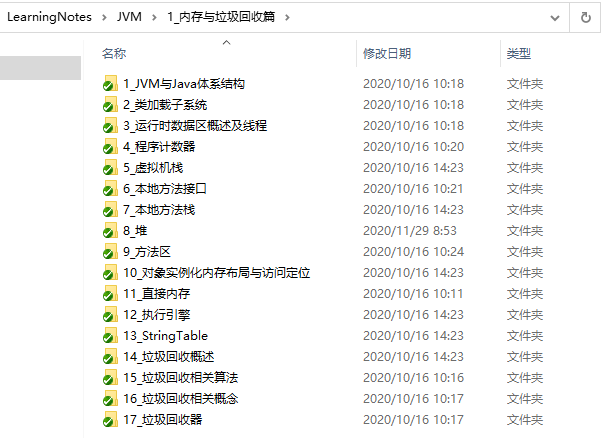 LearningNotes > JVM > 1_内存与垃圾回收篇 >
名称 修改日期 类型
1_JVM与Java体系结构 2020/10/16 10:18 文件夹
2_类加载子系统 2020/10/16 10:18 文件夹
3_运行时数据区概述及线程 2020/10/16 10:18 文件夹
4_程序计数器 2020/10/16 10:20 文件夹
5_虚拟机栈 2020/10/16 14:23 文件夹
6_本地方法接口 2020/10/16 10:21 文件夹
7_本地方法栈 2020/10/16 14:23 文件夹
8_堆 2020/11/29 8:53 文件夹
9_方法区 2020/10/16 10:24 文件夹
10_对象实例化内存布局与访问定位 2020/10/16 14:23 文件夹
11_直接内存 2020/10/16 10:11 文件夹
12_执行引擎 2020/10/16 14:23 文件夹
13_StringTable 2020/10/16 14:23 文件夹
14_垃圾回收概述 2020/10/16 14:23 文件夹
15_垃圾回收相关算法 2020/10/16 10:16 文件夹
16_垃圾回收相关概念 2020/10/16 10:17 文件夹
17_垃圾回收器 2020/10/16 10:17 文件夹